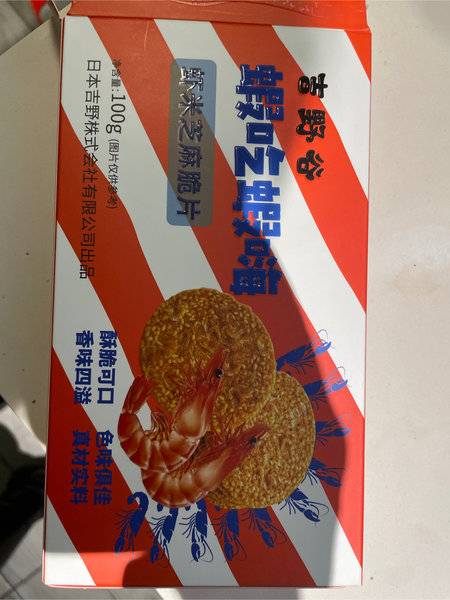 吉野谷
蝦吃蝦嗨
虾米芝麻脆片
净含量:100g (图片仅供参考)
日本吉野株式会社有限公司出品
酥脆可口
香味四溢
色味俱佳
真材实料